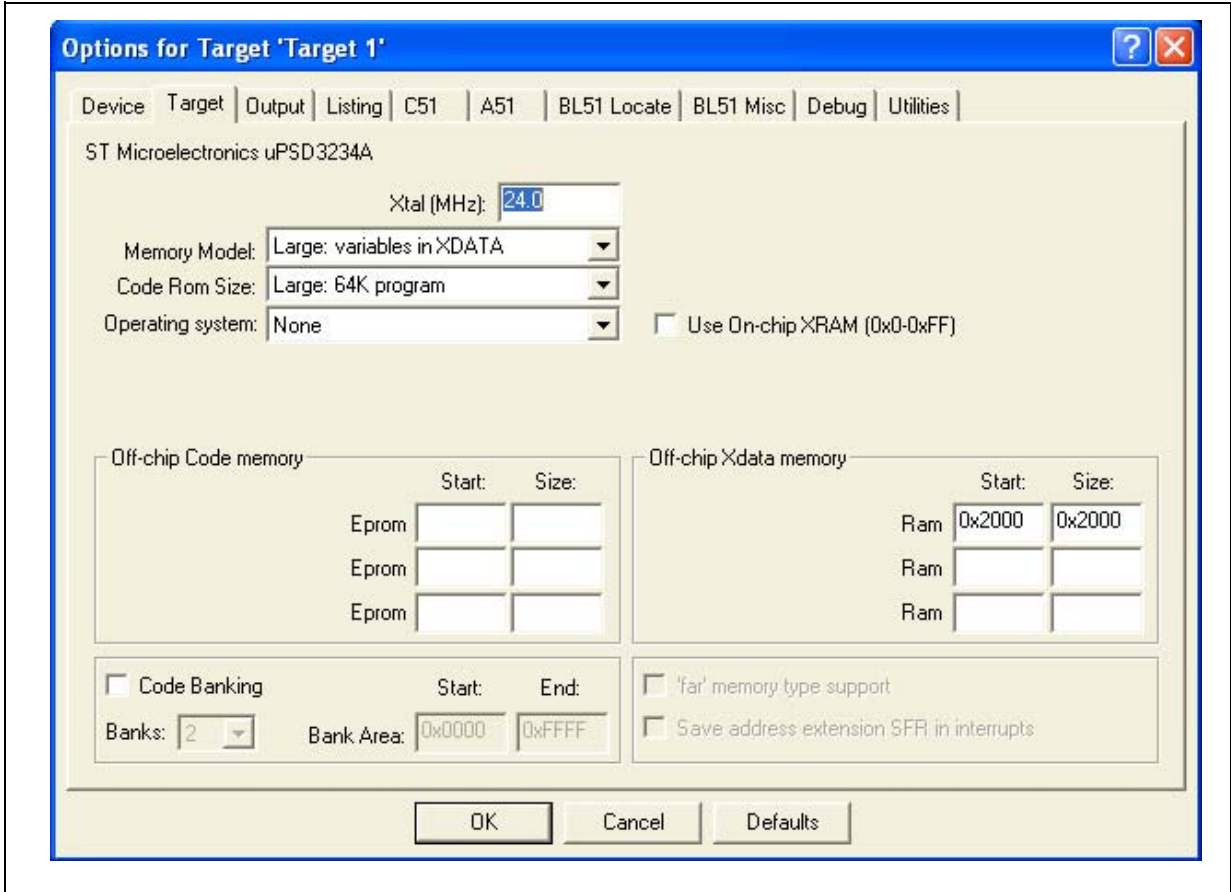 Options for Target 'Target 1'
Device Target Output Listing C51 A51 BL51 Locate BL51 Misc Debug Utilities
ST Microelectronics uPSD3234A
Xtal (MHz): 24.0
Memory Model: Large: variables in XDATA
Code Rom Size: Large: 64K program
Operating system: None
Use On-chip XRAM (0x0-0xFF)
Off-chip Code memory
Start: Size:
Eprom
Eprom
Eprom
Off-chip Xdata memory
Start: Size:
Ram 0x2000 0x2000
Ram
Ram
Code Banking Start: End:
Banks: 2 Bank Area: 0x0000 0xFFFF
'far' memory type support
Save address extension SFR in interrupts
OK Cancel Defaults